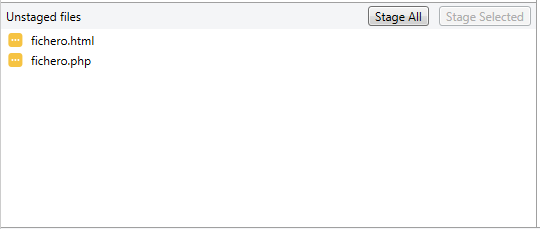 Unstaged files
Stage All
Stage Selected
fichero.html
fichero.php